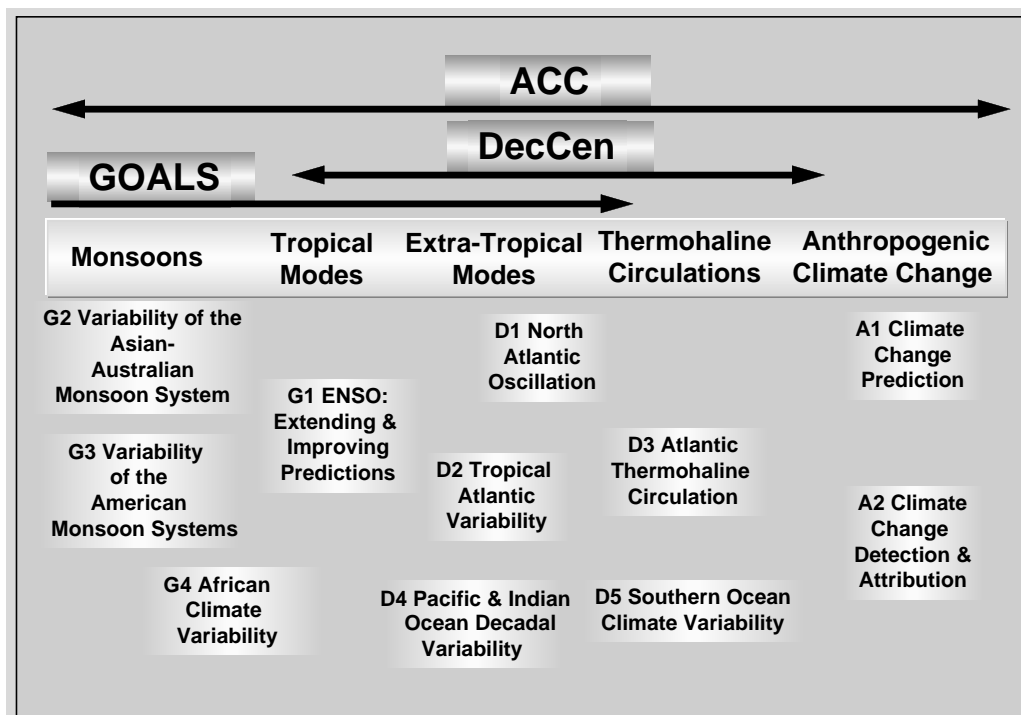 ACC
DecCen
GOALS
Monsoons
Tropical
Modes
Extra-Tropical
Modes
Thermohaline
Circulations
Anthropogenic
Climate Change
G2 Variability of the
Asian-
Australian
Monsoon System
G3 Variability
of the
American
Monsoon Systems
G4 African
Climate
Variability
G1 ENSO:
Extending &
Improving
Predictions
D1 North
Atlantic
Oscillation
D2 Tropical
Atlantic
Variability
D4 Pacific & Indian
Ocean Decadal
Variability
D3 Atlantic
Thermohaline
Circulation
D5 Southern Ocean
Climate Variability
A1 Climate
Change
Prediction
A2 Climate
Change
Detection &
Attribution